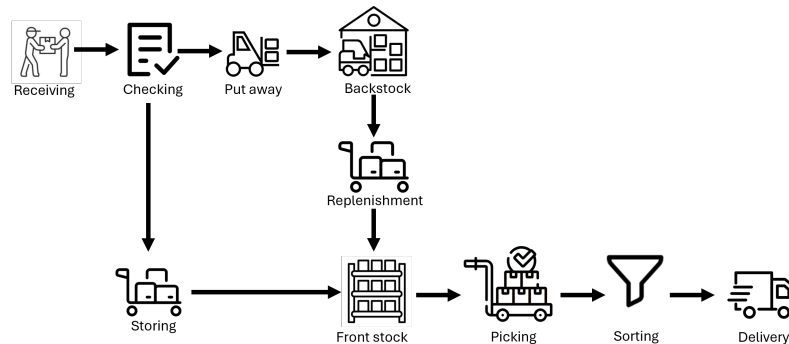 Receiving
Checking
Put away
Backstock
Replenishment
Storing
Front stock
Picking
Sorting
Delivery